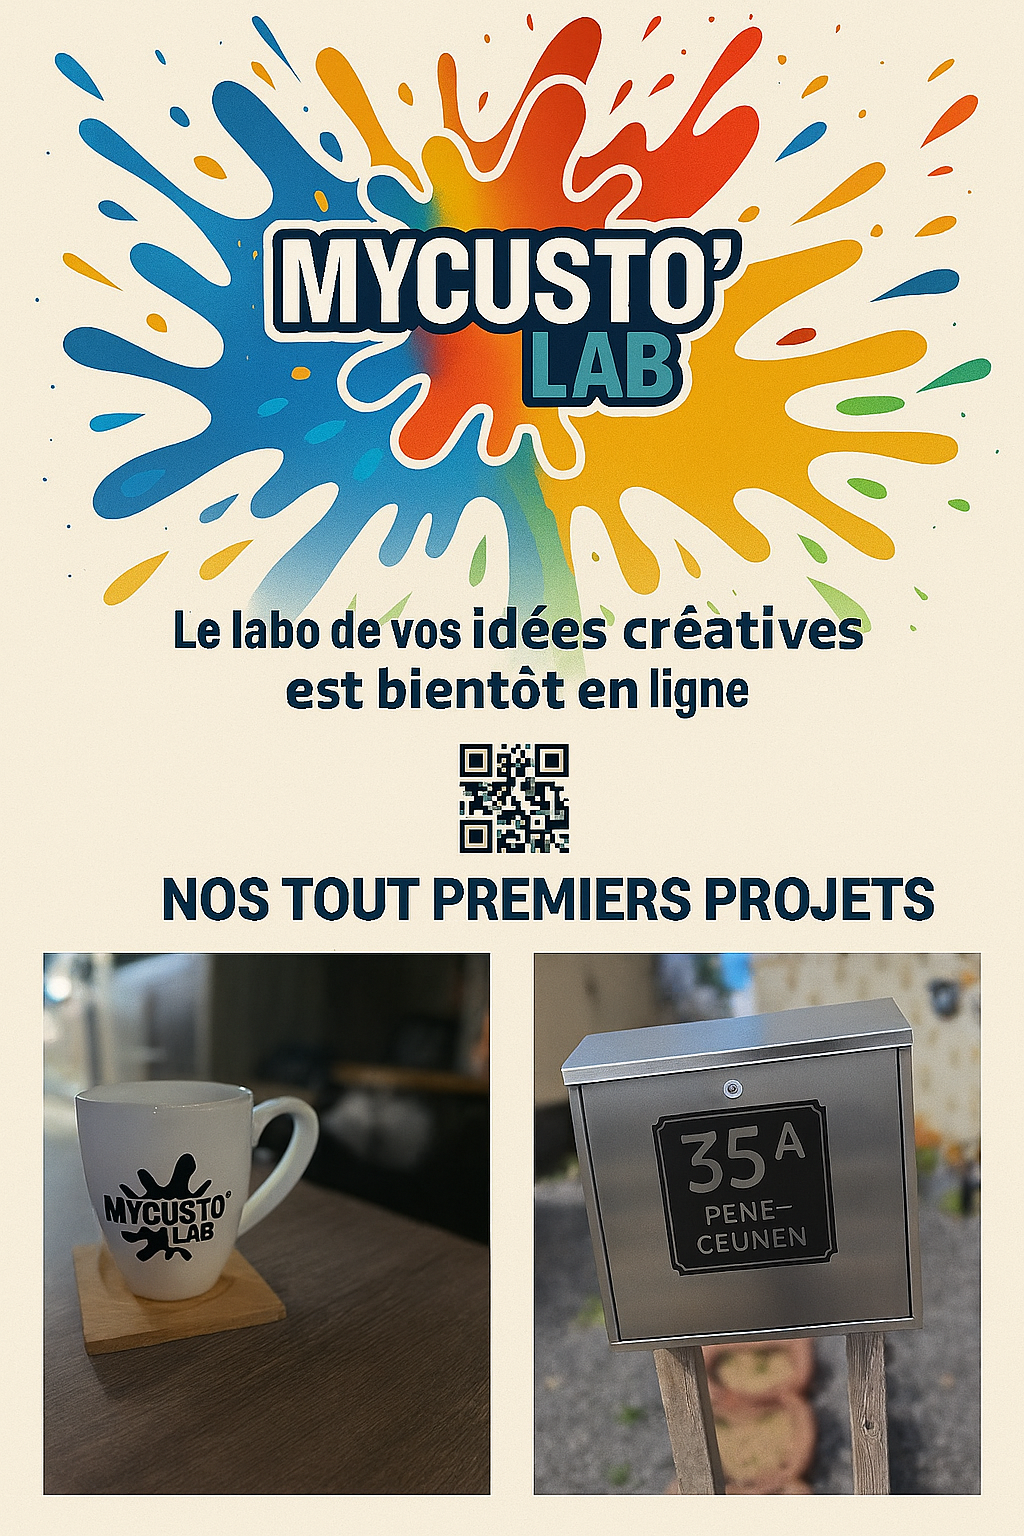 MYCUSTO’
LAB
Le labo de vos idées crêatives
est bientôt en ligne
NOS TOUT PREMIERS PROJETS
MYCUSTO’
LAB
35A
PENE–
CEUNEN